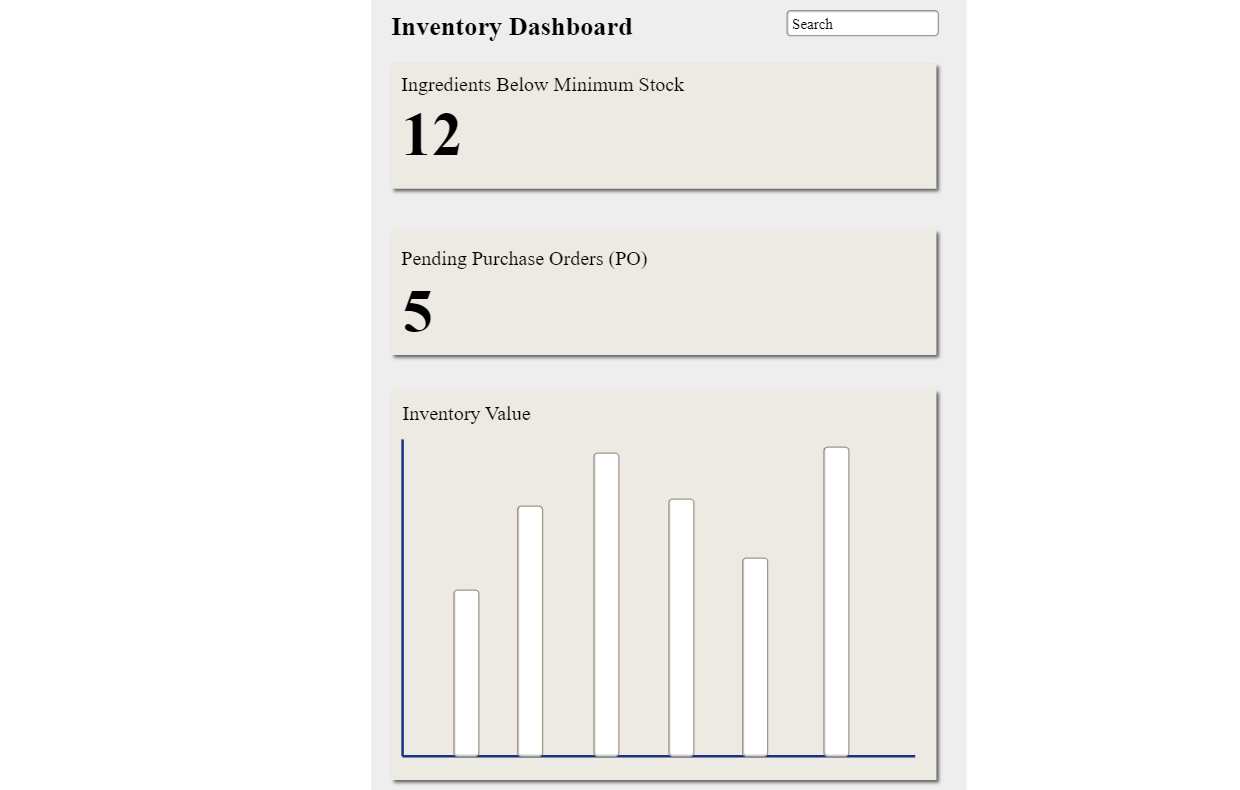 Inventory Dashboard
Search
Ingredients Below Minimum Stock
12
Pending Purchase Orders (PO)
5
Inventory Value